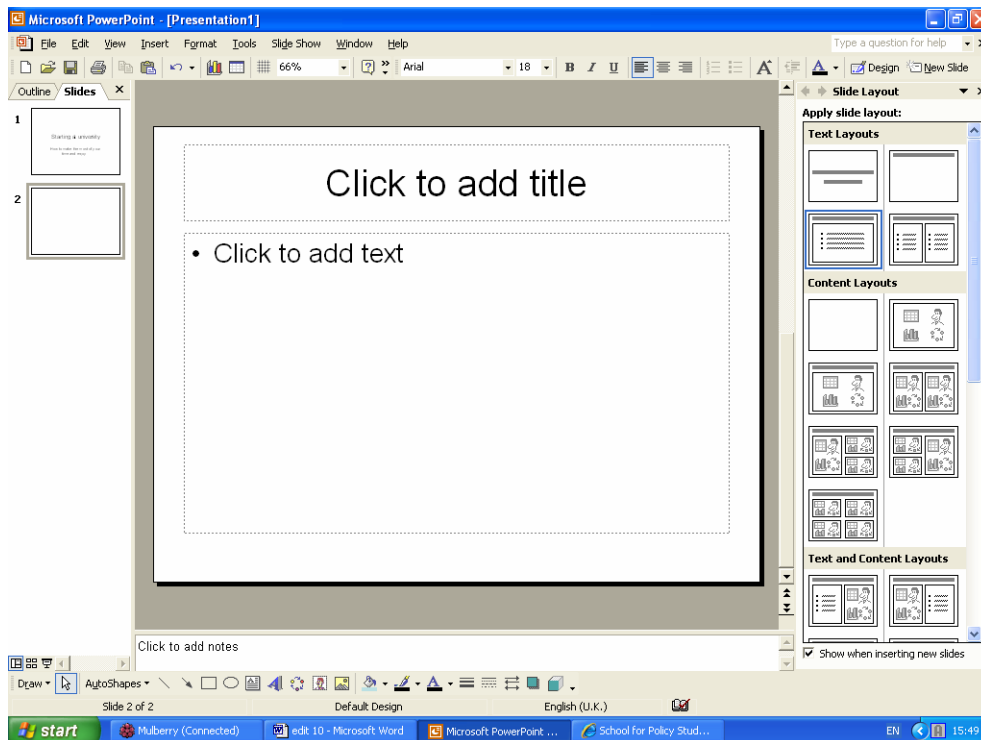 Microsoft PowerPoint - [Presentation1]
File Edit View Insert Format Tools Slide Show Window Help Type a question for help
66% Arial 18 B I U A A Design New Slide
Outline Slides Slide Layout
Apply slide layout:
Text Layouts
1
Starting a university
2
Click to add title
• Click to add text
Content Layouts
Text and Content Layouts
Click to add notes
Show when inserting new slides
Draw AutoShapes A A
Slide 2 of 2 Default Design English (U.K.)
start Mulberry (Connected) edit 10 - Microsoft Word Microsoft PowerPoint ... School for Policy Stud... EN 15:49